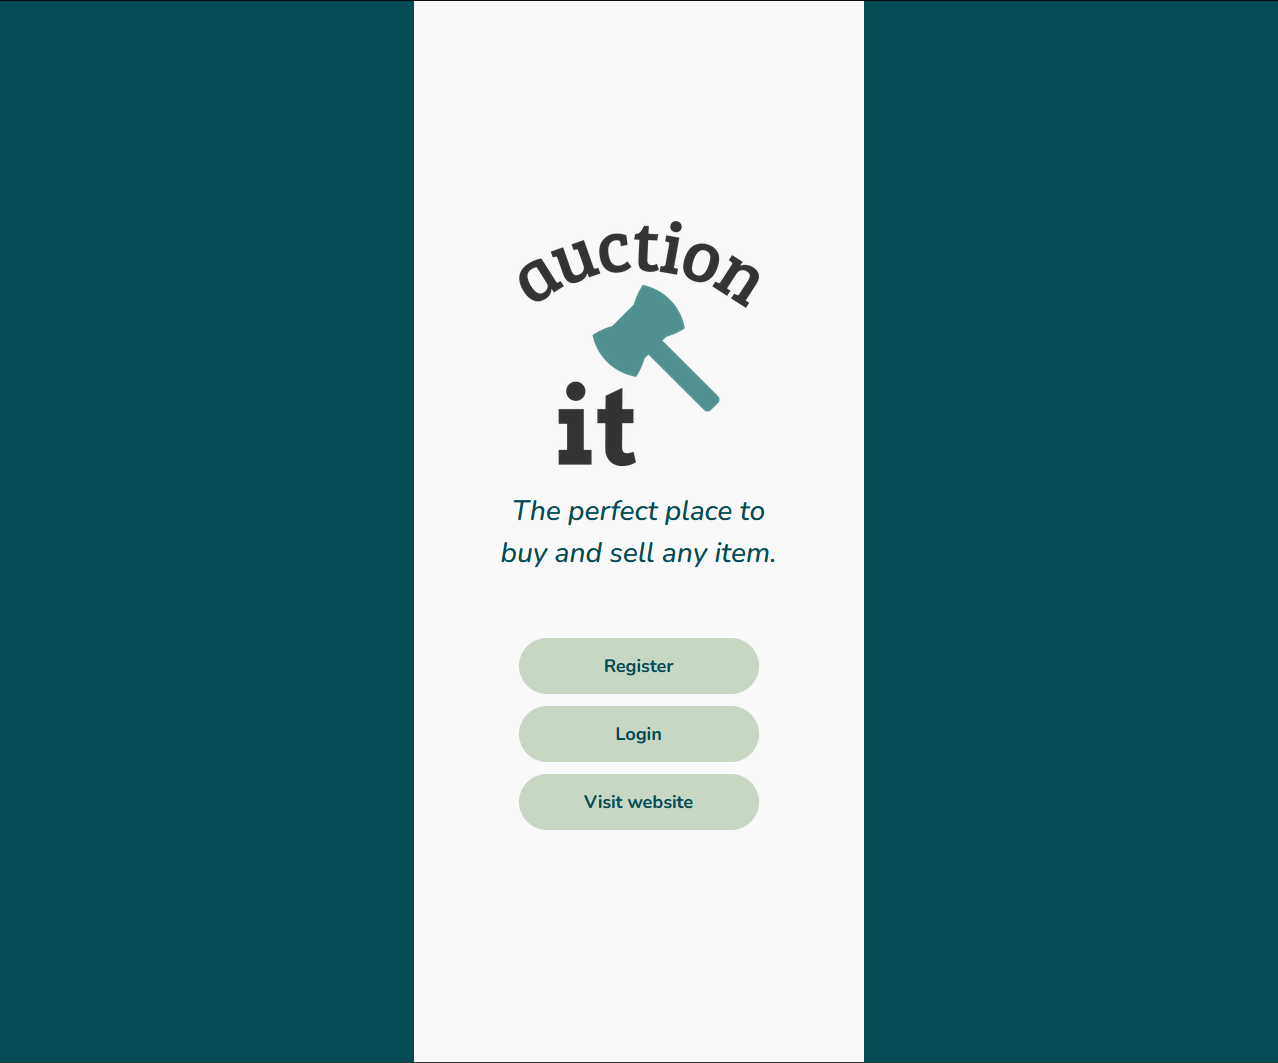 auction
it
The perfect place to
buy and sell any item.
Register
Login
Visit website